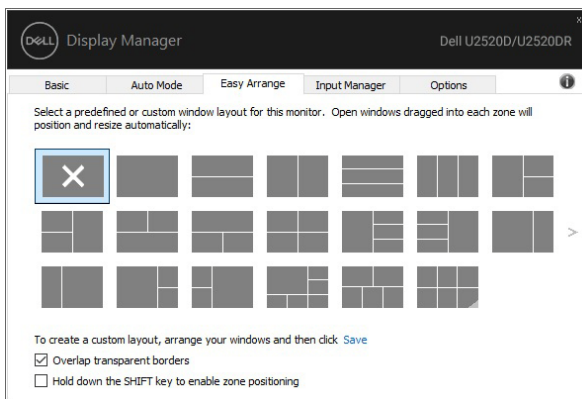 DELL Display Manager
Dell U2520D/U2520DR
Basic Auto Mode Easy Arrange Input Manager Options
Select a predefined or custom window layout for this monitor. Open windows dragged into each zone will
position and resize automatically:
To create a custom layout, arrange your windows and then click Save
Overlap transparent borders
Hold down the SHIFT key to enable zone positioning